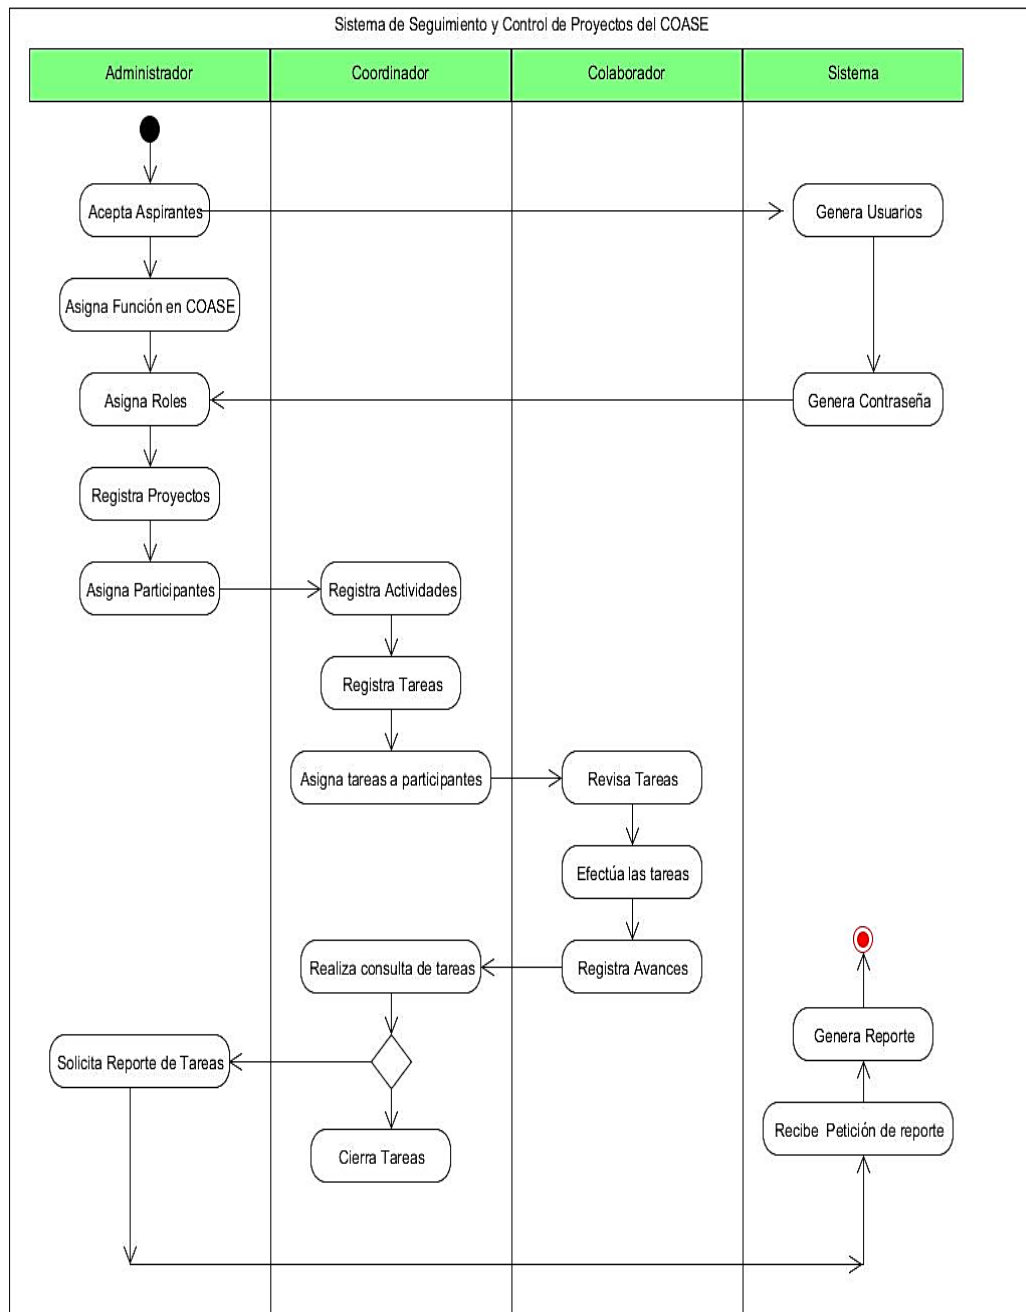 Sistema de Seguimiento y Control de Proyectos del COASE
Administrador
Coordinador
Colaborador
Sistema
Acepta Aspirantes
Genera Usuarios
Asigna Función en COASE
Asigna Roles
Genera Contraseña
Registra Proyectos
Asigna Participantes
Registra Actividades
Registra Tareas
Asigna tareas a participantes
Revisa Tareas
Efectúa las tareas
Realiza consulta de tareas
Registra Avances
Genera Reporte
Solicita Reporte de Tareas
Recibe Petición de reporte
Cierra Tareas